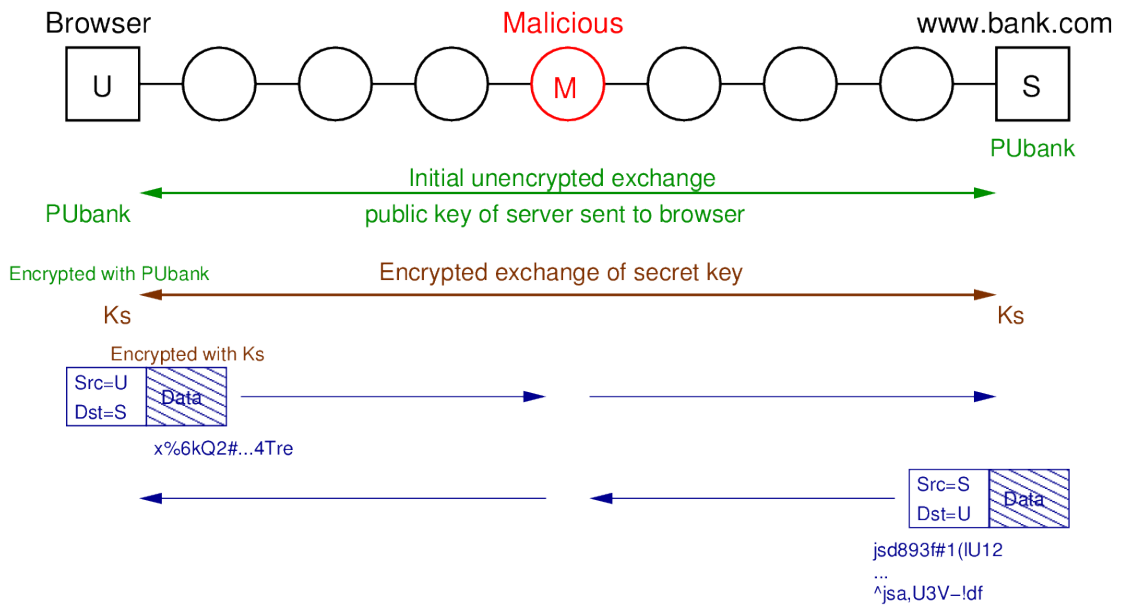 Browser
Malicious
www.bank.com
U
M
S
PUbank
Initial unencrypted exchange
PUbank
public key of server sent to browser
Encrypted with PUbank
Encrypted exchange of secret key
Ks
Ks
Encrypted with Ks
Src=U
Dst=S
Data
x%6kQ2#...4Tre
Src=S
Dst=U
Data
jsd893f#1(lU12
...
^jsa,U3V−!df